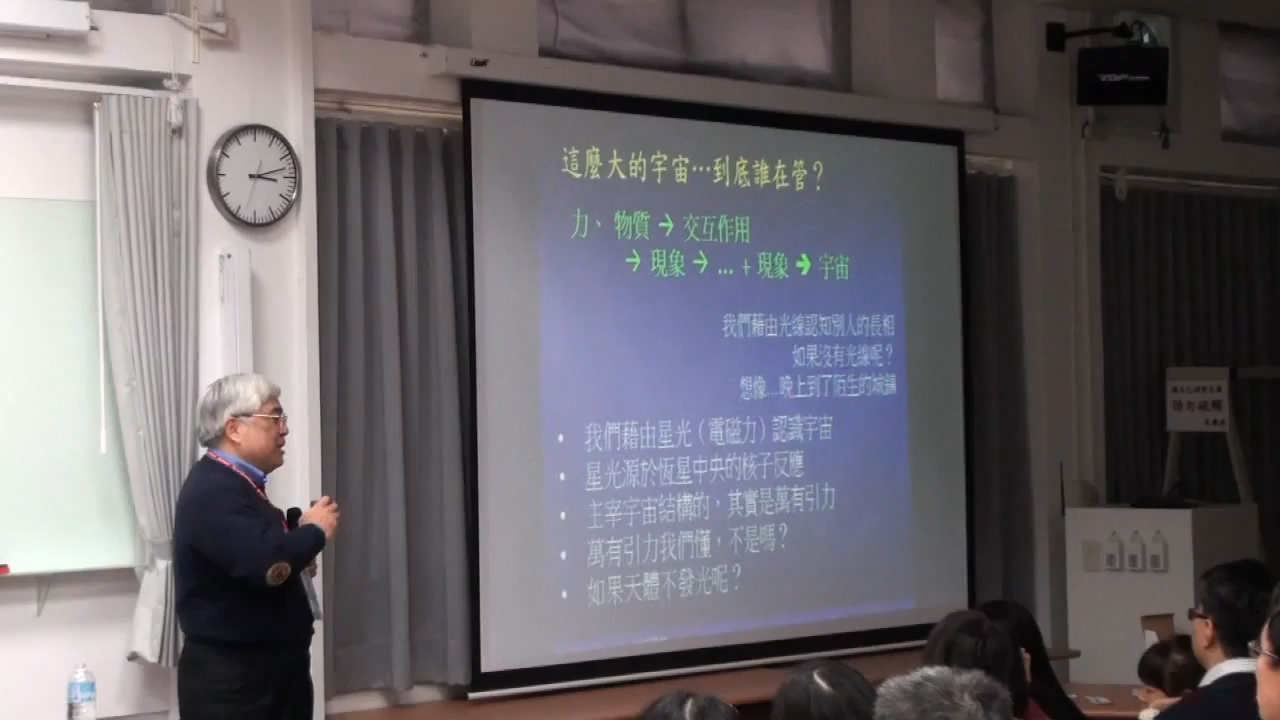 這麼大的宇宙…到底誰在管？
力、物質 → 交互作用
→ 現象 → ... + 現象 → 宇宙
我們藉由光線認知別人的長相
如果沒有光線呢？
想像...晚上到了陌生的城鎮
• 我們藉由星光（電磁力）認識宇宙
• 星光源於恆星中央的核子反應
• 主宰宇宙結構的，其實是萬有引力
• 萬有引力我們懂，不是嗎？
• 如果天體不發光呢？
TOP
請勿碰觸